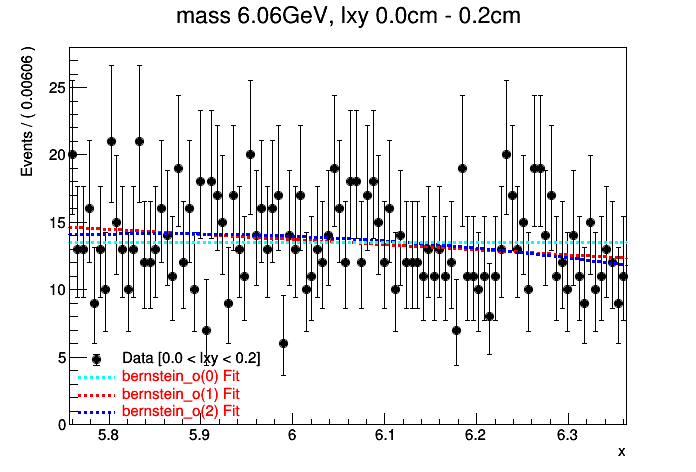 mass 6.06GeV, lxy 0.0cm - 0.2cm
Events / ( 0.00606 )
25
20
15
10
5
0
Data [0.0 < lxy < 0.2]
bernstein_o(0) Fit
bernstein_o(1) Fit
bernstein_o(2) Fit
5.8 5.9 6 6.1 6.2 6.3
x